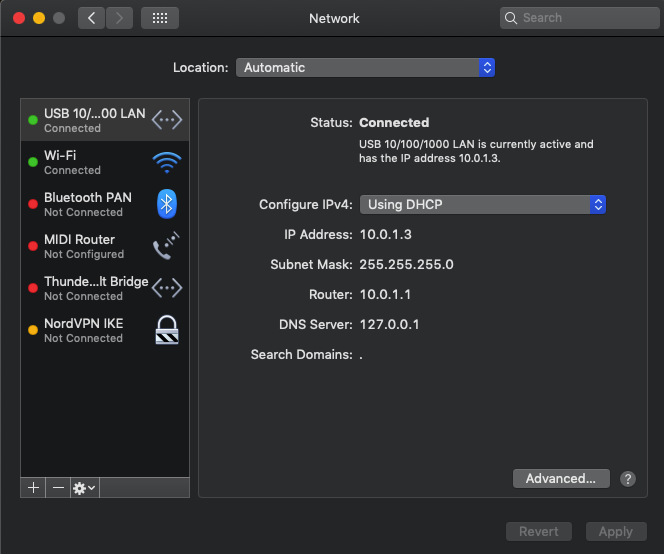 Network
Search
Location: Automatic
USB 10/...00 LAN
Connected
Wi-Fi
Connected
Bluetooth PAN
Not Connected
MIDI Router
Not Configured
Thunde...lt Bridge
Not Connected
NordVPN IKE
Not Connected
Status: Connected
USB 10/100/1000 LAN is currently active and
has the IP address 10.0.1.3.
Configure IPv4: Using DHCP
IP Address: 10.0.1.3
Subnet Mask: 255.255.255.0
Router: 10.0.1.1
DNS Server: 127.0.0.1
Search Domains: .
Advanced...
?
Revert
Apply